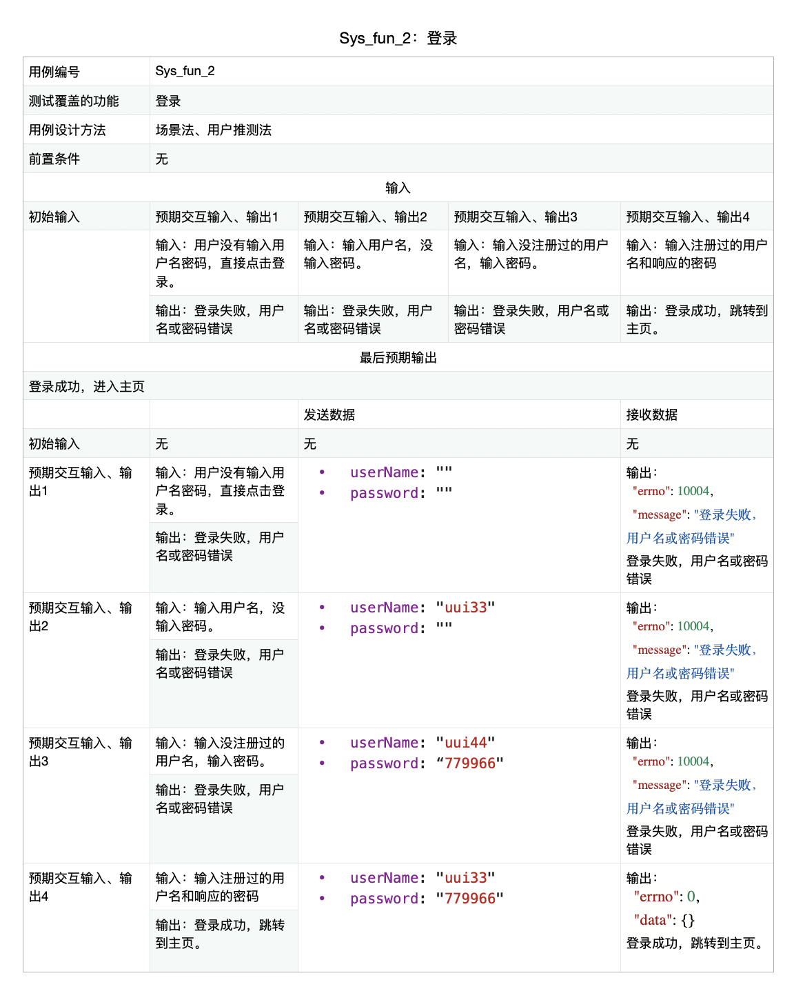 Sys_fun_2：登录
用例编号
Sys_fun_2
测试覆盖的功能
登录
用例设计方法
场景法、用户推测法
前置条件
无
输入
初始输入
预期交互输入、输出1
预期交互输入、输出2
预期交互输入、输出3
预期交互输入、输出4
输入：用户没有输入用
户名密码，直接点击登
录。
输入：输入用户名，没
输入密码。
输入：输入没注册过的用户
名，输入密码。
输入：输入注册过的用户
名和响应的密码
输出：登录失败，用户
名或密码错误
输出：登录失败，用户
名或密码错误
输出：登录失败，用户名或
密码错误
输出：登录成功，跳转到
主页。
最后预期输出
登录成功，进入主页
发送数据
接收数据
初始输入
无
无
无
预期交互输入、输
出1
输入：用户没有输入用
户名密码，直接点击登
录。
输出：登录失败，用户
名或密码错误
• userName: ""
• password: ""
输出：
"errno": 10004,
"message": "登录失败，
用户名或密码错误"
登录失败，用户名或密码
错误
预期交互输入、输
出2
输入：输入用户名，没
输入密码。
输出：登录失败，用户
名或密码错误
• userName: "uui33"
• password: ""
输出：
"errno": 10004,
"message": "登录失败，
用户名或密码错误"
登录失败，用户名或密码
错误
预期交互输入、输
出3
输入：输入没注册过的
用户名，输入密码。
输出：登录失败，用户
名或密码错误
• userName: "uui44"
• password: “779966"
输出：
"errno": 10004,
"message": "登录失败，
用户名或密码错误"
登录失败，用户名或密码
错误
预期交互输入、输
出4
输入：输入注册过的用
户名和响应的密码
输出：登录成功，跳转
到主页。
• userName: "uui33"
• password: "779966"
输出：
"errno": 0,
"data": {}
登录成功，跳转到主页。